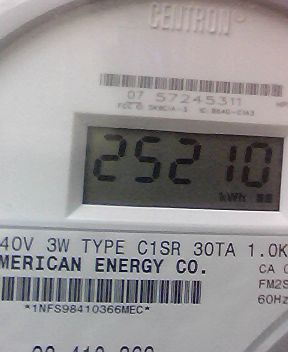 CENTRON
07 57245311
25210
kWh
40V 3W TYPE C1SR 30TA 1.0K
MERICAN ENERGY CO.
CA
FM2S
60Hz
*1NFS98410366MEC*